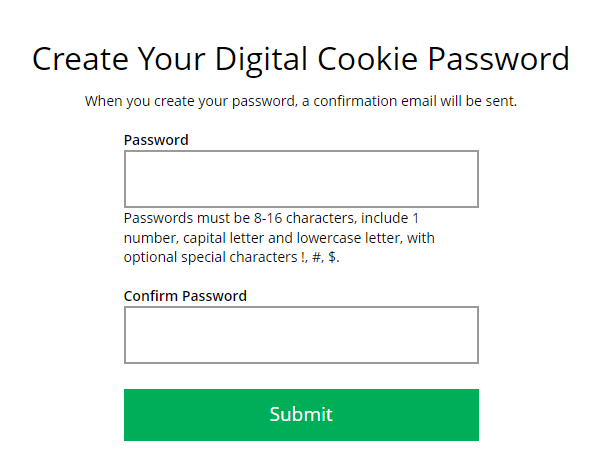 Create Your Digital Cookie Password
When you create your password, a confirmation email will be sent.
Password
Passwords must be 8-16 characters, include 1
number, capital letter and lowercase letter, with
optional special characters !, #, $.
Confirm Password
Submit